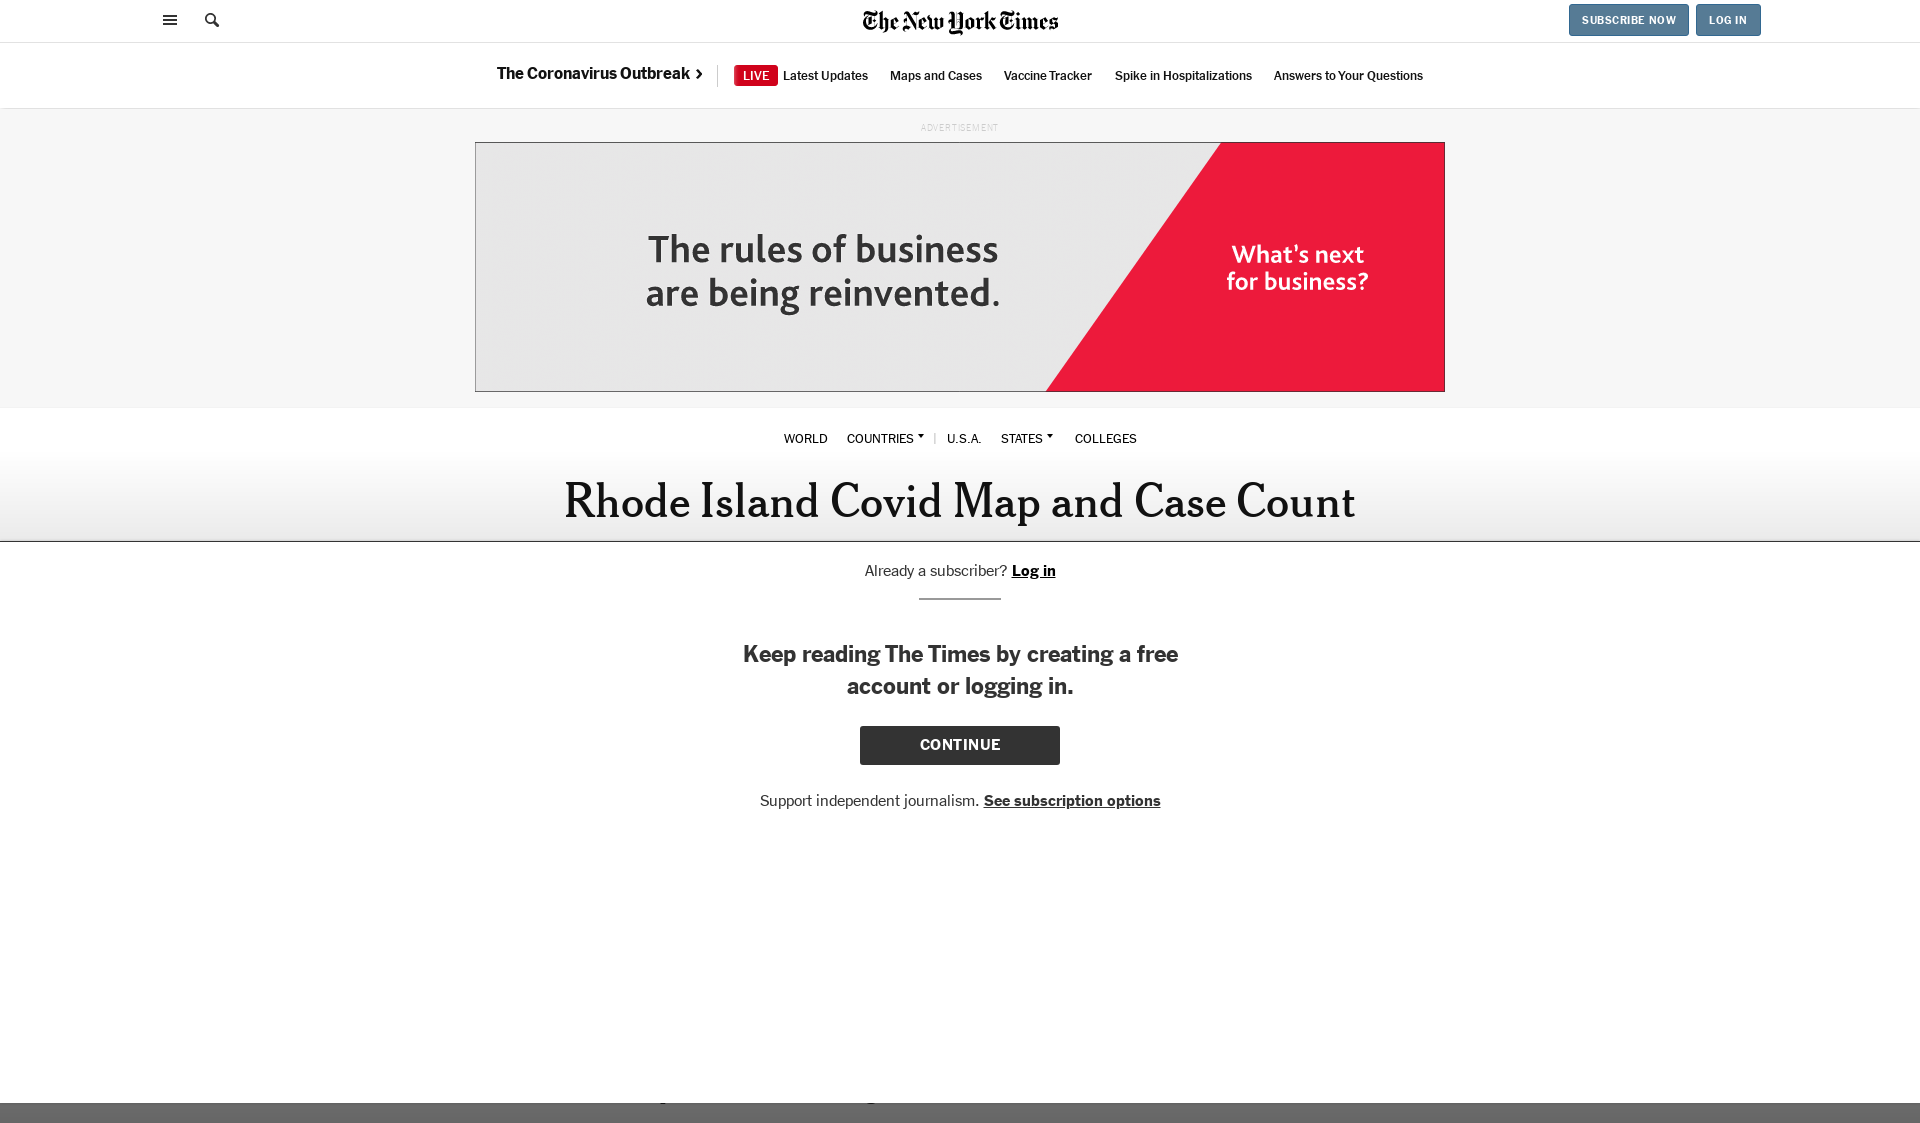 The New York Times
SUBSCRIBE NOW
LOG IN
The Coronavirus Outbreak
LIVE Latest Updates
Maps and Cases
Vaccine Tracker
Spike in Hospitalizations
Answers to Your Questions
ADVERTISEMENT
The rules of business
are being reinvented.
What's next
for business?
WORLD
COUNTRIES
U.S.A.
STATES
COLLEGES
Rhode Island Covid Map and Case Count
Already a subscriber? Log in
Keep reading The Times by creating a free
account or logging in.
CONTINUE
Support independent journalism. See subscription options